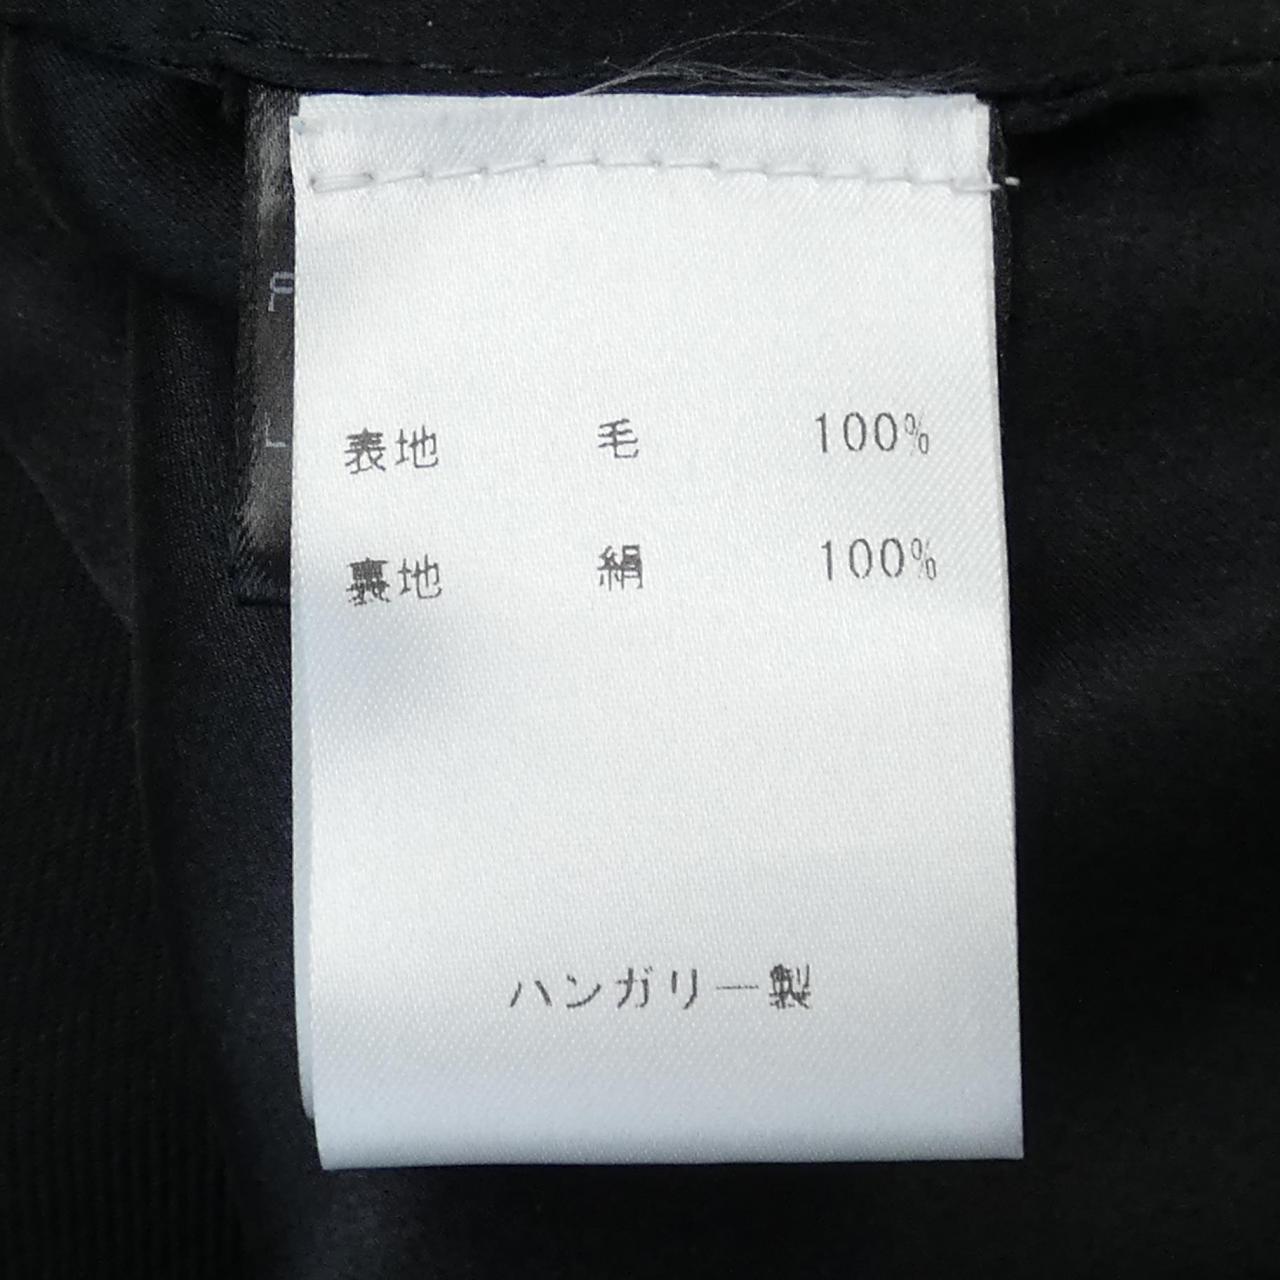 表地 毛 100%
裏地 絹 100%
ハンガリー製